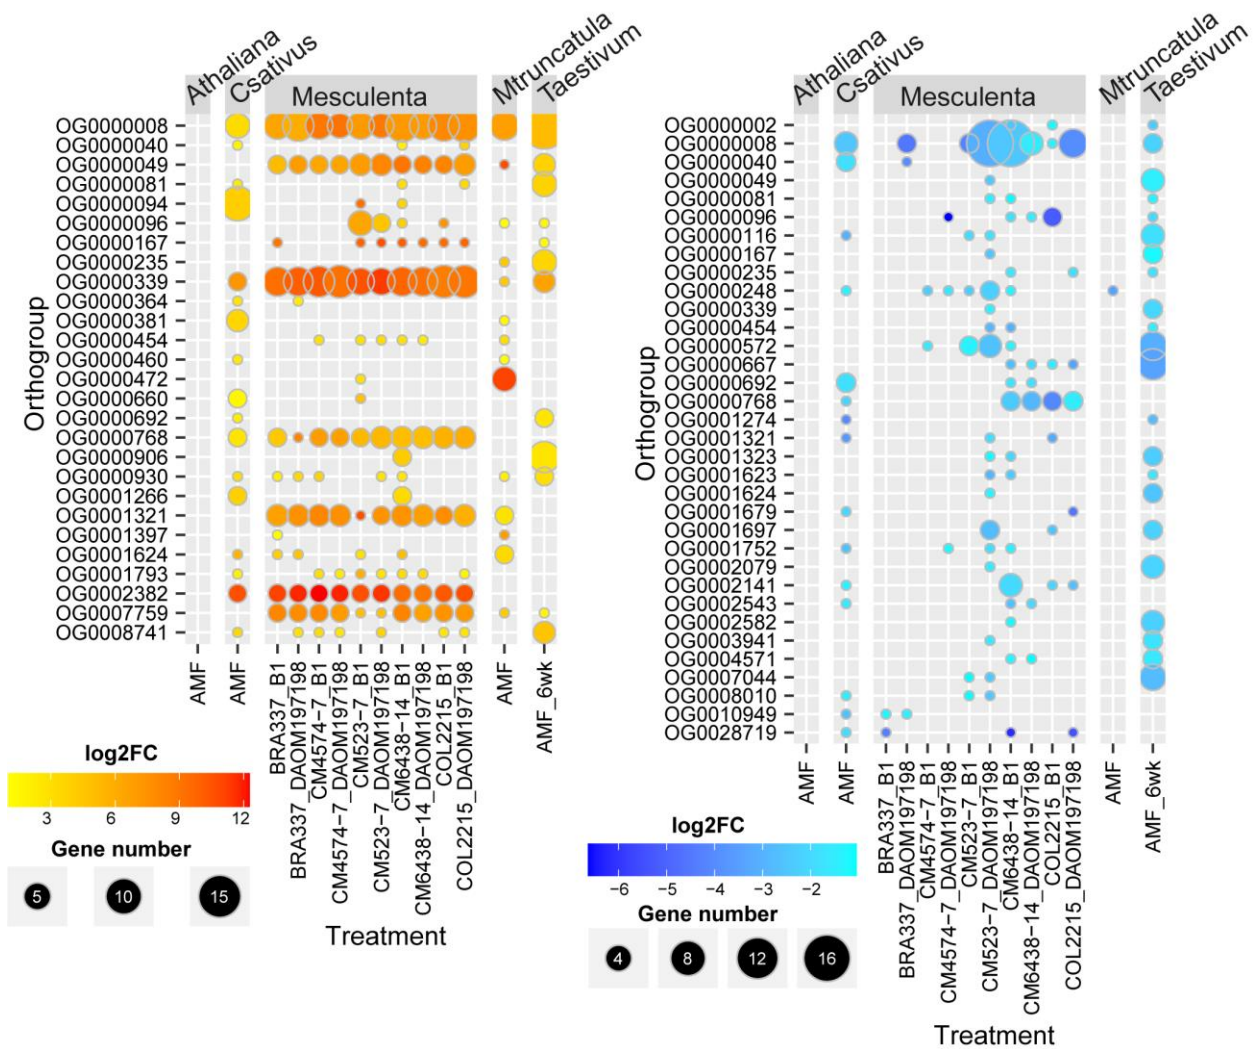 Athaliana
Csativus
Mesculenta
Mtruncatula
Taestivum
Orthogroup
OG0000008
OG0000040
OG0000049
OG0000081
OG0000094
OG0000096
OG0000167
OG0000235
OG0000339
OG0000364
OG0000381
OG0000454
OG0000460
OG0000472
OG0000660
OG0000692
OG0000768
OG0000906
OG0000930
OG0001266
OG0001321
OG0001397
OG0001624
OG0001793
OG0002382
OG0007759
OG0008741
AMF
AMF
BRA337_B1
BRA337_DAOM197198
CM4574-7_B1
CM4574-7_DAOM197198
CM523-7_B1
CM523-7_DAOM197198
CM6438-14_B1
CM6438-14_DAOM197198
COL2215_B1
COL2215_DAOM197198
AMF
AMF_6wk
Treatment
log2FC
3 6 9 12
Gene number
5 10 15
Athaliana
Csativus
Mesculenta
Mtruncatula
Taestivum
Orthogroup
OG0000002
OG0000008
OG0000040
OG0000049
OG0000081
OG0000096
OG0000116
OG0000167
OG0000235
OG0000248
OG0000339
OG0000454
OG0000572
OG0000667
OG0000692
OG0000768
OG0001274
OG0001321
OG0001323
OG0001623
OG0001624
OG0001679
OG0001697
OG0001752
OG0002079
OG0002141
OG0002543
OG0002582
OG0003941
OG0004571
OG0007044
OG0008010
OG0010949
OG0028719
AMF
AMF
BRA337_B1
BRA337_DAOM197198
CM4574-7_B1
CM4574-7_DAOM197198
CM523-7_B1
CM523-7_DAOM197198
CM6438-14_B1
CM6438-14_DAOM197198
COL2215_B1
COL2215_DAOM197198
AMF
AMF_6wk
log2FC
−6 −5 −4 −3 −2
Gene number
4 8 12 16
Treatment